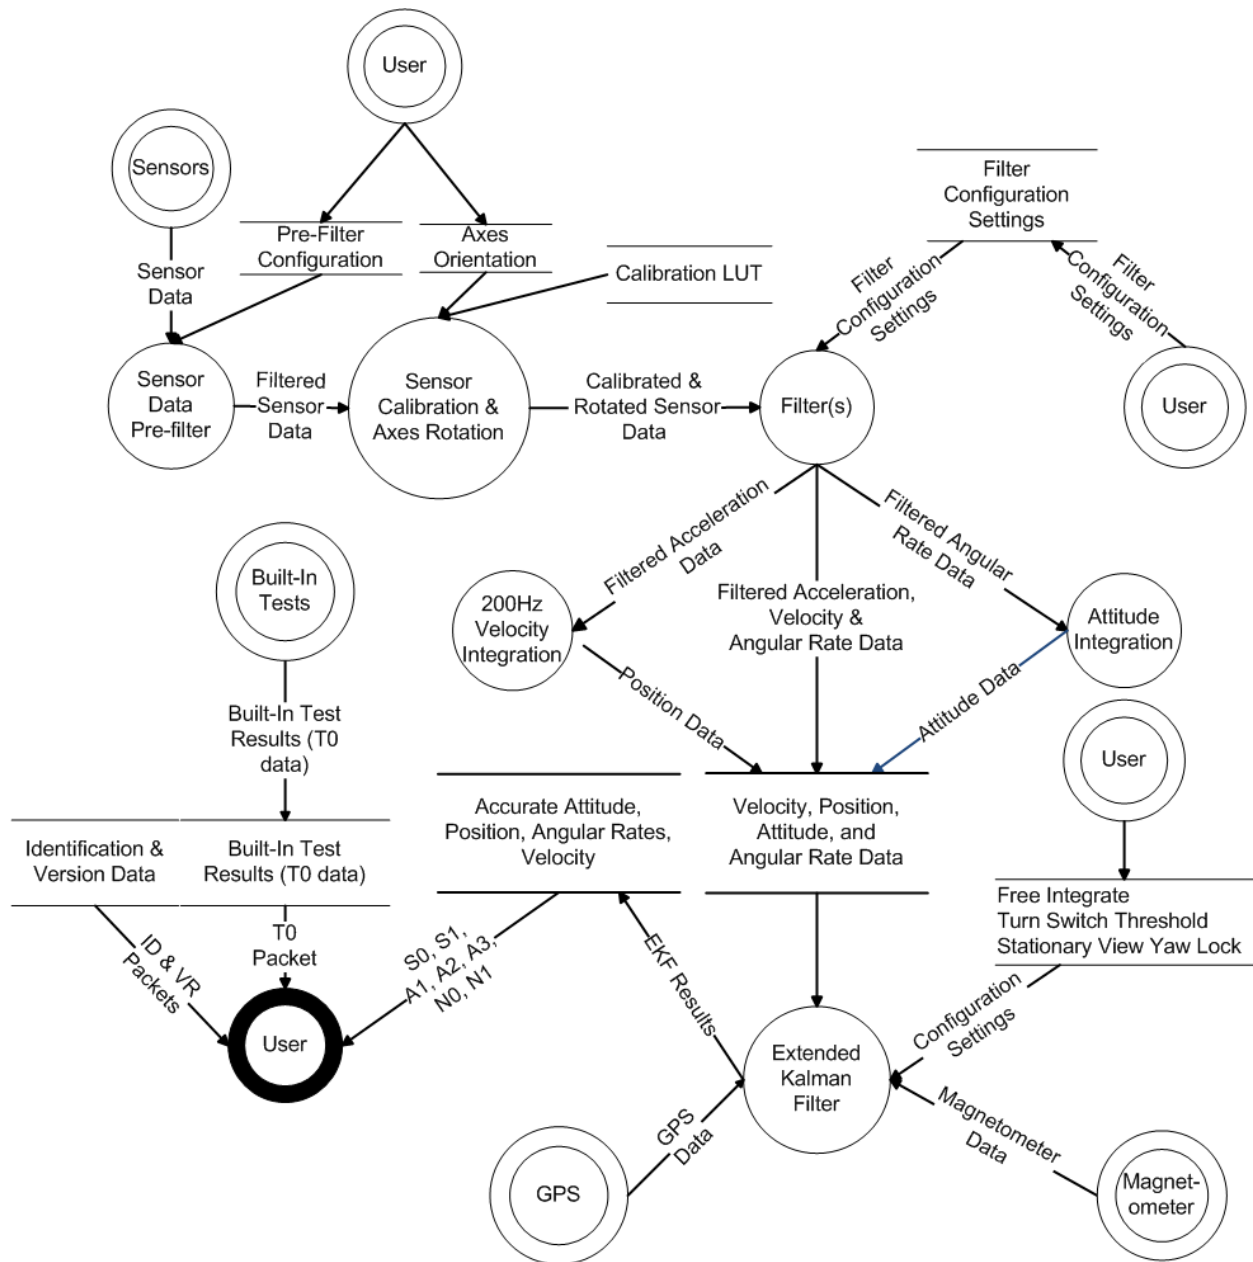 User
Sensors
Filter
Configuration
Settings
Pre-Filter
Configuration
Axes
Orientation
Calibration LUT
Sensor
Data
Filter
Configuration
Settings
Filter
Configuration
Settings
Sensor
Data
Pre-filter
Filtered
Sensor
Data
Sensor
Calibration &
Axes Rotation
Calibrated &
Rotated Sensor
Data
Filter(s)
User
Filtered Acceleration
Data
Filtered Acceleration,
Velocity &
Angular Rate Data
Filtered Angular
Rate Data
Built-In
Tests
200Hz
Velocity
Integration
Attitude
Integration
Position Data
Attitude Data
Built-In Test
Results (T0
data)
User
Identification &
Version Data
Built-In Test
Results (T0 data)
Accurate Attitude,
Position, Angular Rates,
Velocity
Velocity, Position,
Attitude, and
Angular Rate Data
Free Integrate
Turn Switch Threshold
Stationary View Yaw Lock
ID & VR
Packets
T0
Packet
S0, S1,
A1, A2, A3,
N0, N1
EKF Results
Configuration
Settings
User
Extended
Kalman
Filter
GPS
Data
Magnetometer
Data
GPS
Magnet-
ometer